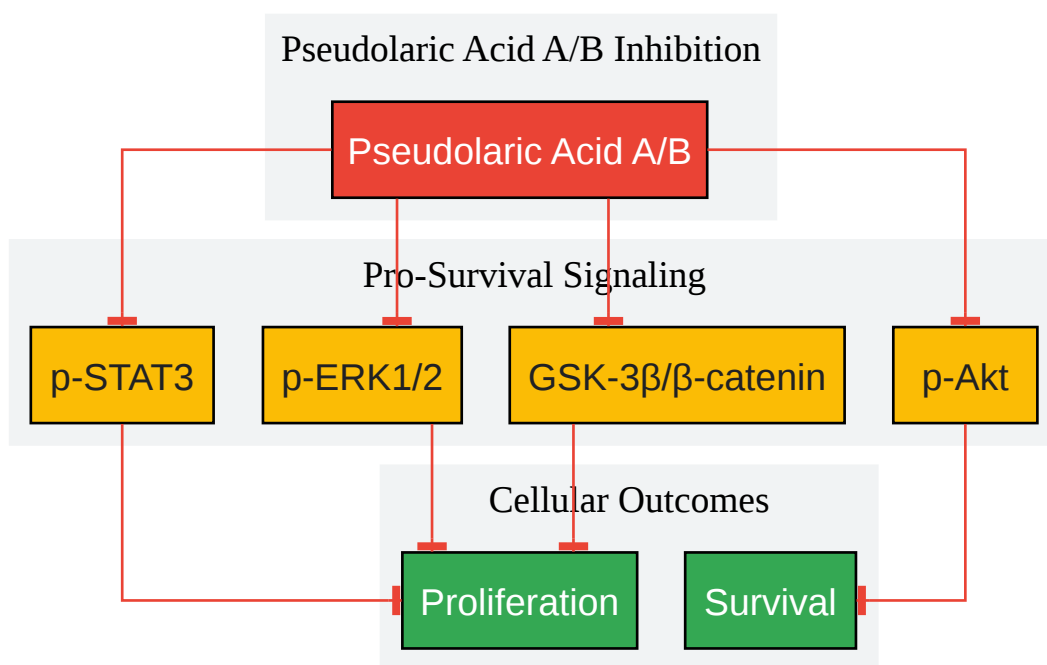 Pseudolaric Acid A/B Inhibition
Pseudolaric Acid A/B
Pro-Survival Signaling
p-STAT3
p-ERK1/2
GSK-3β/β-catenin
p-Akt
Cellular Outcomes
Proliferation
Survival